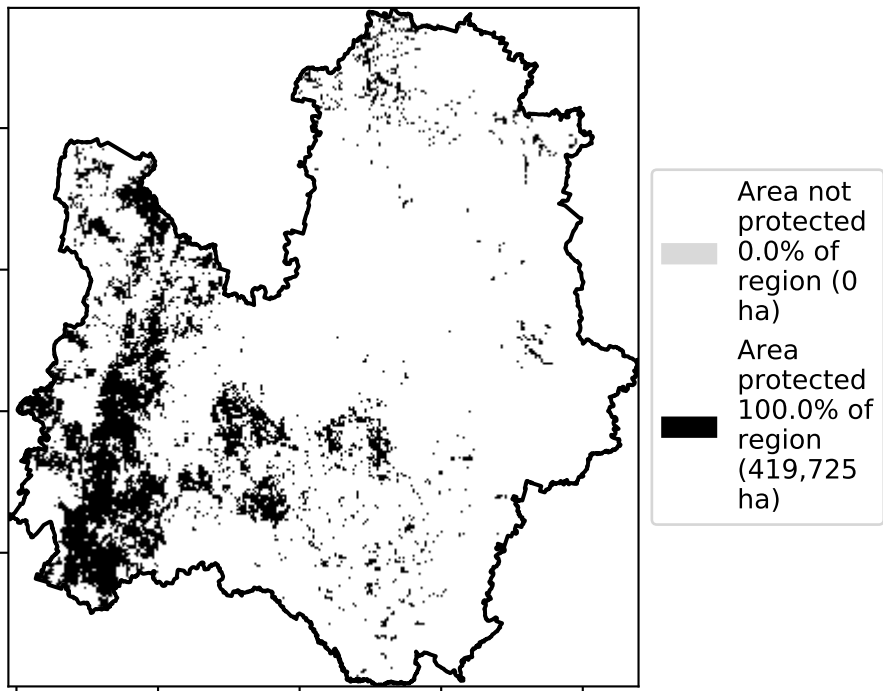 Area not
protected
0.0% of
region (0
ha)
Area
protected
100.0% of
region
(419,725
ha)